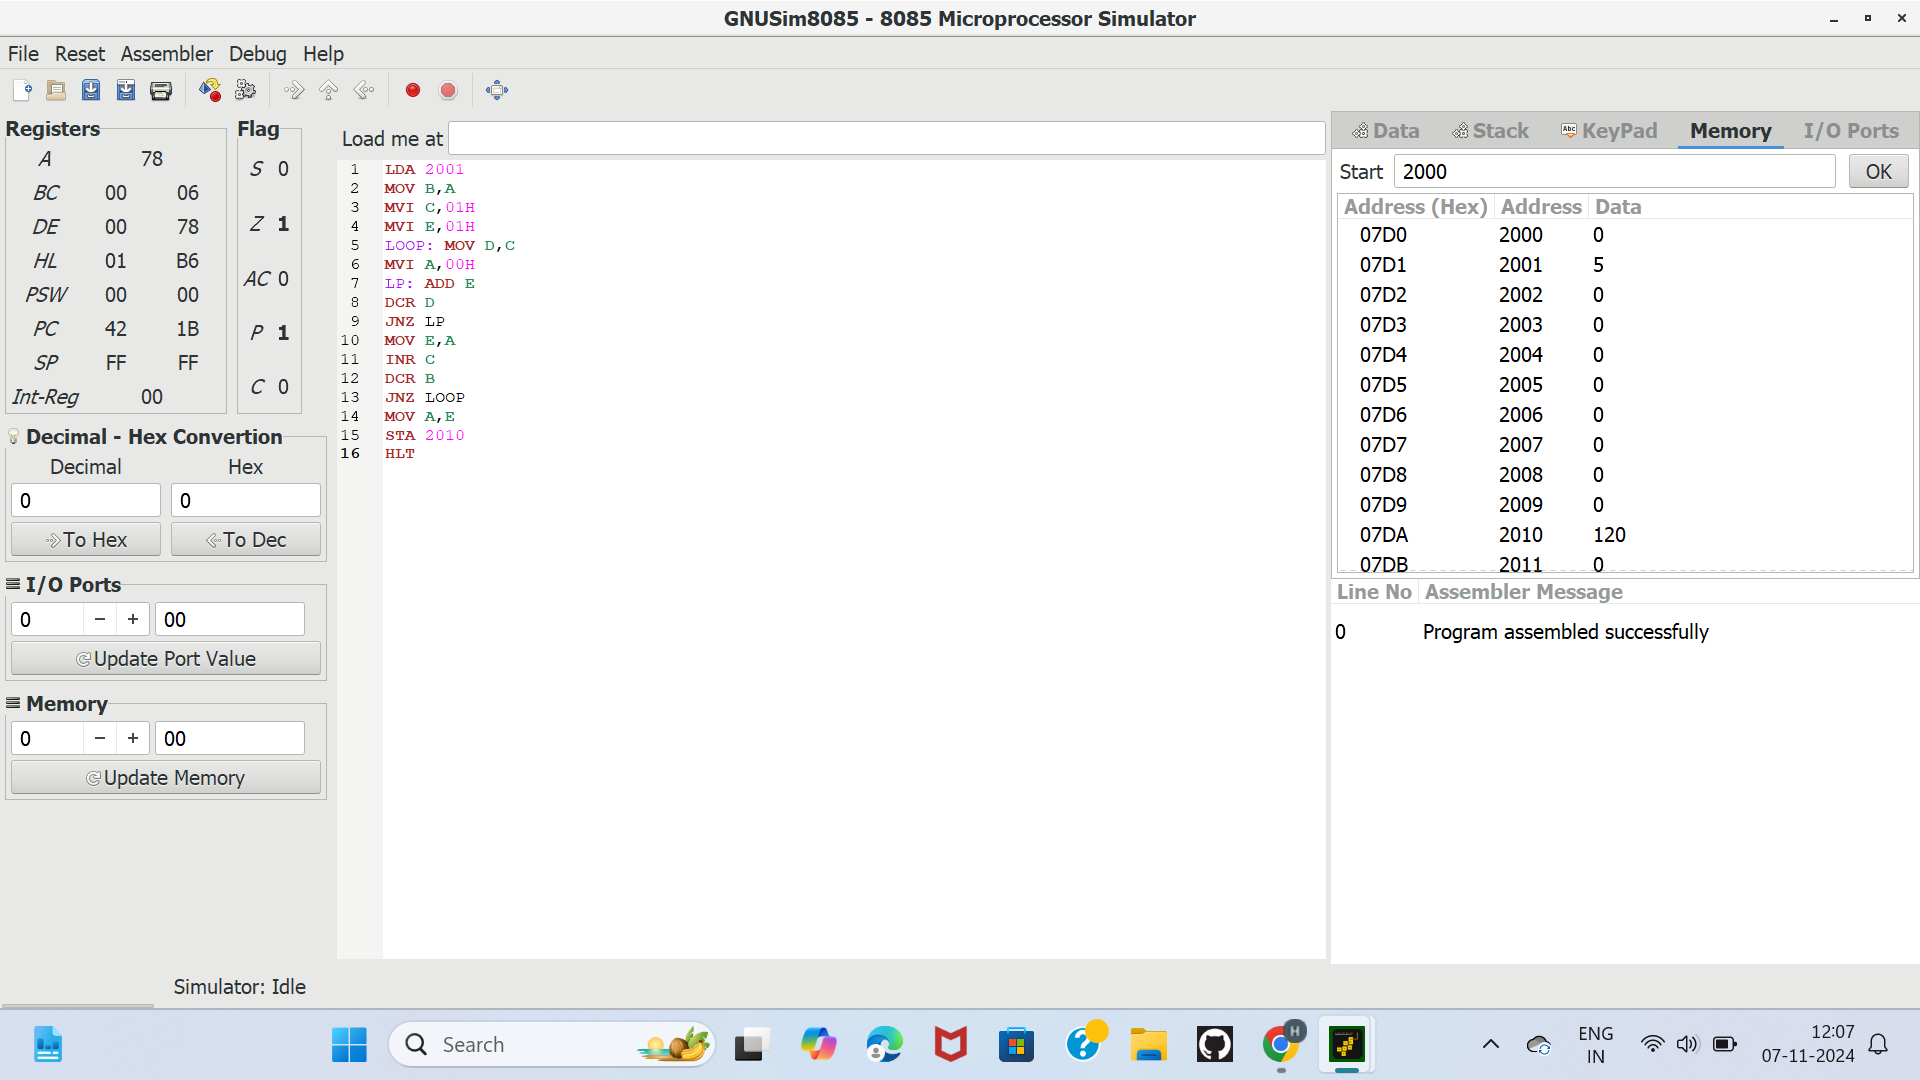 GNUSim8085 - 8085 Microprocessor Simulator
File Reset Assembler Debug Help
Registers
A 78
BC 00 06
DE 00 78
HL 01 B6
PSW 00 00
PC 42 1B
SP FF FF
Int-Reg 00
Flag
S 0
Z 1
AC 0
P 1
C 0
Decimal - Hex Convertion
Decimal Hex
0 0
To Hex To Dec
I/O Ports
0 − + 00
Update Port Value
Memory
0 − + 00
Update Memory
Load me at
1 LDA 2001
2 MOV B,A
3 MVI C,01H
4 MVI E,01H
5 LOOP: MOV D,C
6 MVI A,00H
7 LP: ADD E
8 DCR D
9 JNZ LP
10 MOV E,A
11 INR C
12 DCR B
13 JNZ LOOP
14 MOV A,E
15 STA 2010
16 HLT
Data Stack Abc KeyPad Memory I/O Ports
Start 2000 OK
Address (Hex) Address Data
07D0 2000 0
07D1 2001 5
07D2 2002 0
07D3 2003 0
07D4 2004 0
07D5 2005 0
07D6 2006 0
07D7 2007 0
07D8 2008 0
07D9 2009 0
07DA 2010 120
07DB 2011 0
Line No Assembler Message
0 Program assembled successfully
Simulator: Idle
Search
H
ENG
IN
12:07
07-11-2024